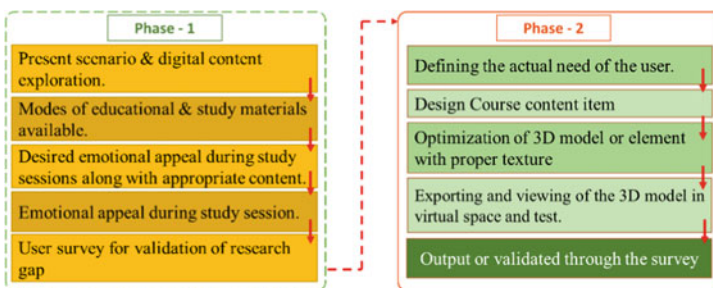 Phase - 1
Present scenario & digital content
exploration.
Modes of educational & study materials
available.
Desired emotional appeal during study
sessions along with appropriate content.
Emotional appeal during study session.
User survey for validation of research
gap
Phase - 2
Defining the actual need of the user.
Design Course content item
Optimization of 3D model or element
with proper texture
Exporting and viewing of the 3D model in
virtual space and test.
Output or validated through the survey